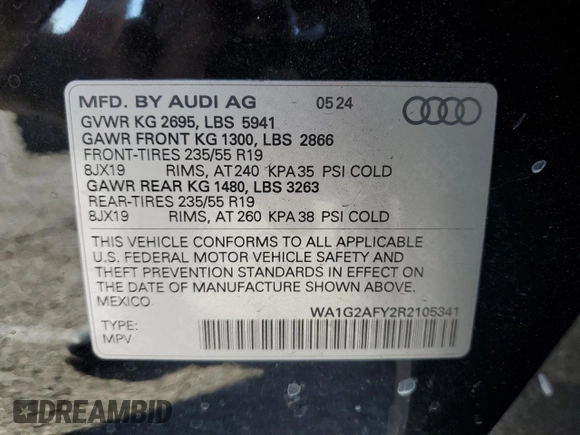 MFD. BY AUDI AG 05 24
GVWR KG 2695, LBS 5941
GAWR FRONT KG 1300, LBS 2866
FRONT-TIRES 235/55 R19
8JX19 RIMS, AT 240 KPA 35 PSI COLD
GAWR REAR KG 1480, LBS 3263
REAR-TIRES 235/55 R19
8JX19 RIMS, AT 260 KPA 38 PSI COLD
THIS VEHICLE CONFORMS TO ALL APPLICABLE
U.S. FEDERAL MOTOR VEHICLE SAFETY AND
THEFT PREVENTION STANDARDS IN EFFECT ON
THE DATE OF MANUFACTURE SHOWN ABOVE.
MEXICO
WA1G2AFY2R2105341
TYPE:
MPV
DREAMBID